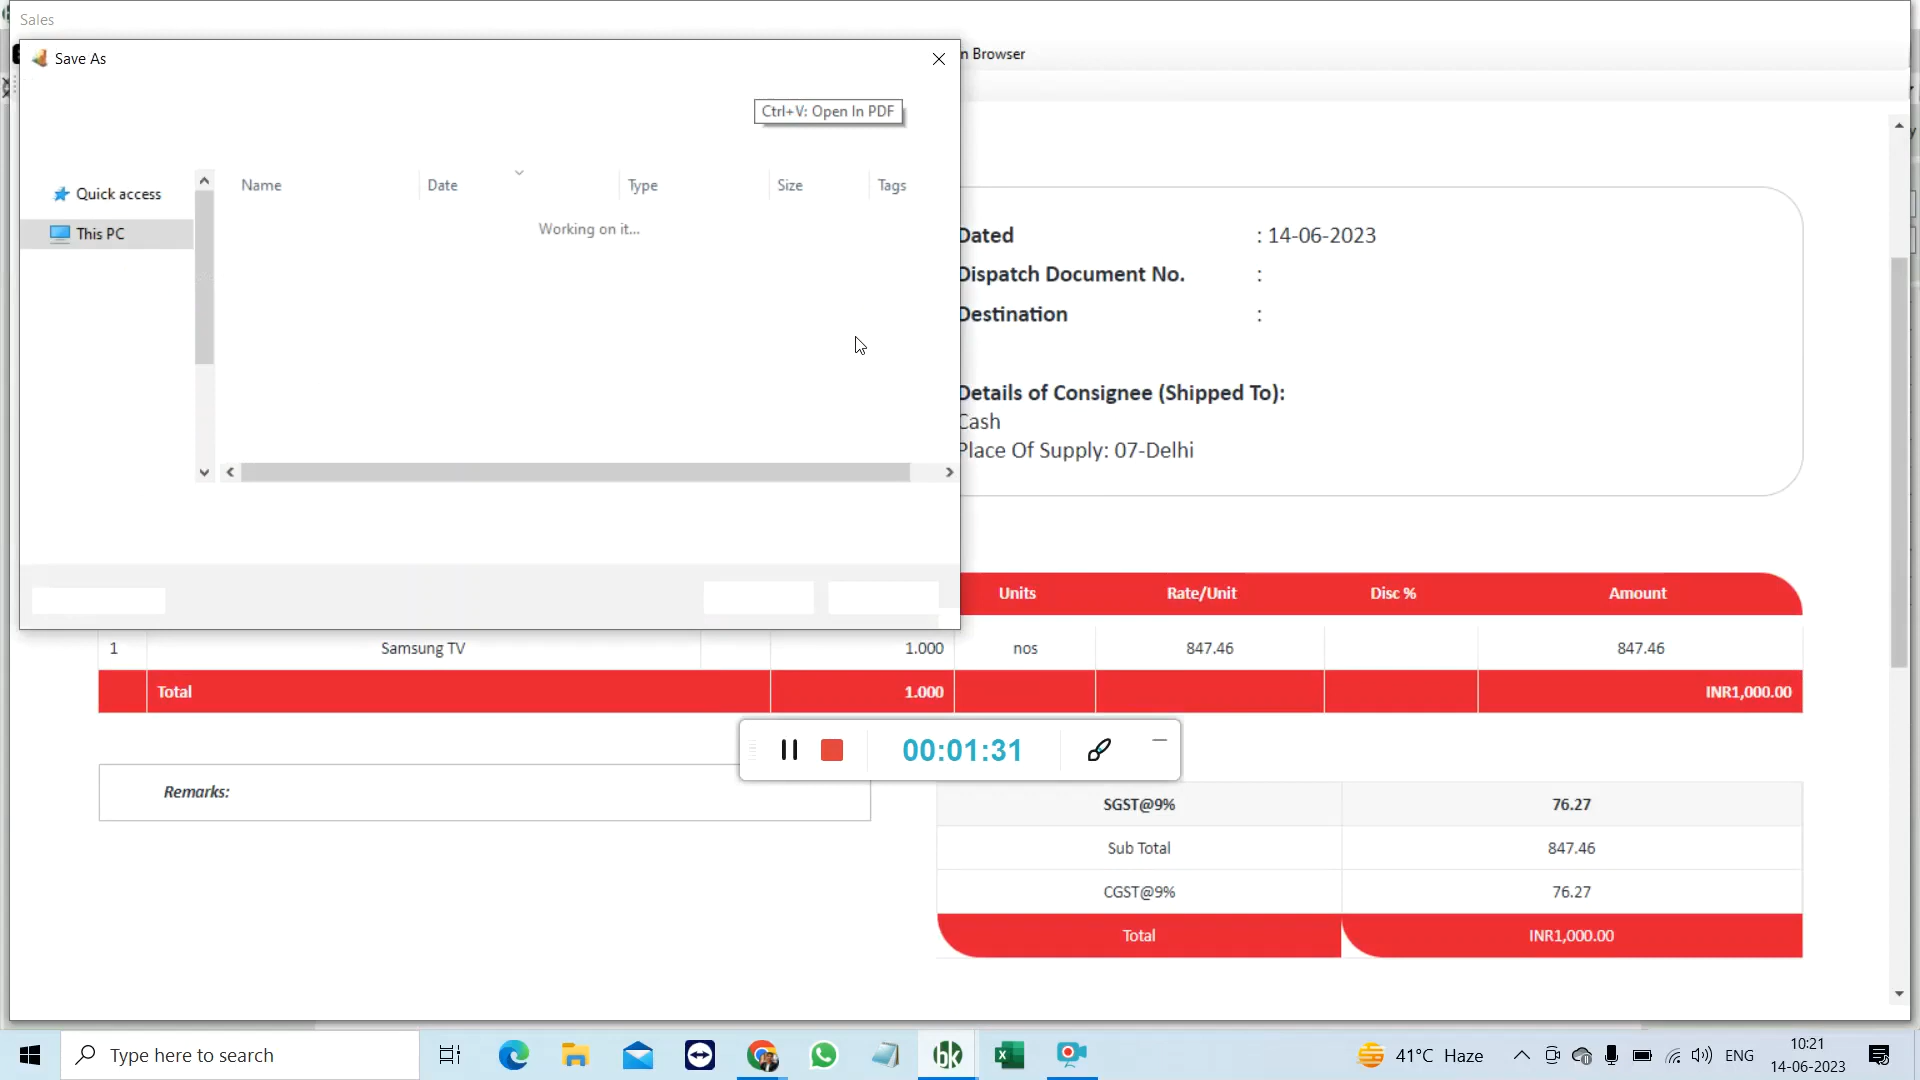 Sales
Save As
n Browser
Ctrl+V: Open In PDF
Name Date Type Size Tags
Quick access
Working on it...
This PC
Dated : 14-06-2023
Dispatch Document No. :
Destination :
Details of Consignee (Shipped To):
Cash
Place Of Supply: 07-Delhi
Units Rate/Unit Disc % Amount
1 Samsung TV 1.000 nos 847.46 847.46
Total 1.000 INR1,000.00
00:01:31
Remarks:
SGST@9% 76.27
Sub Total 847.46
CGST@9% 76.27
Total INR1,000.00
Type here to search
bk
41°C Haze
ENG
10:21
14-06-2023